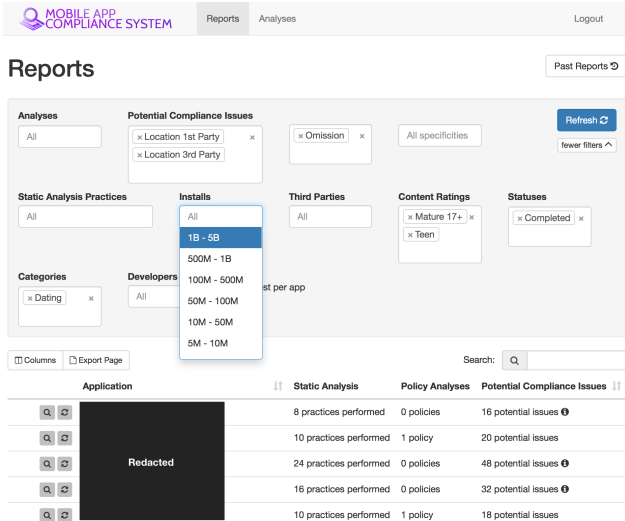 MOBILE APP
COMPLIANCE SYSTEM
Reports
Analyses
Logout
Reports
Past Reports
Analyses
Potential Compliance Issues
All
× Location 1st Party ×
× Location 3rd Party
× Omission ×
All specificities
Refresh
fewer filters
Static Analysis Practices
Installs
Third Parties
Content Ratings
Statuses
All
All
All
× Mature 17+ ×
× Teen
× Completed ×
1B - 5B
500M - 1B
100M - 500M
50M - 100M
10M - 50M
5M - 10M
Categories
Developers
× Dating ×
All
st per app
Columns
Export Page
Search:
Application
Static Analysis
Policy Analyses
Potential Compliance Issues
8 practices performed 0 policies 16 potential issues
10 practices performed 1 policy 20 potential issues
Redacted
24 practices performed 0 policies 48 potential issues
16 practices performed 0 policies 32 potential issues
10 practices performed 1 policy 18 potential issues